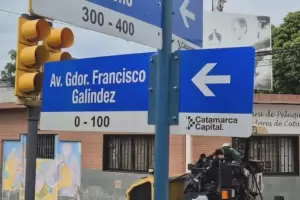 300 - 400
Av. Gdor. Francisco
Galindez
0 - 100
Catamarca
Capital.